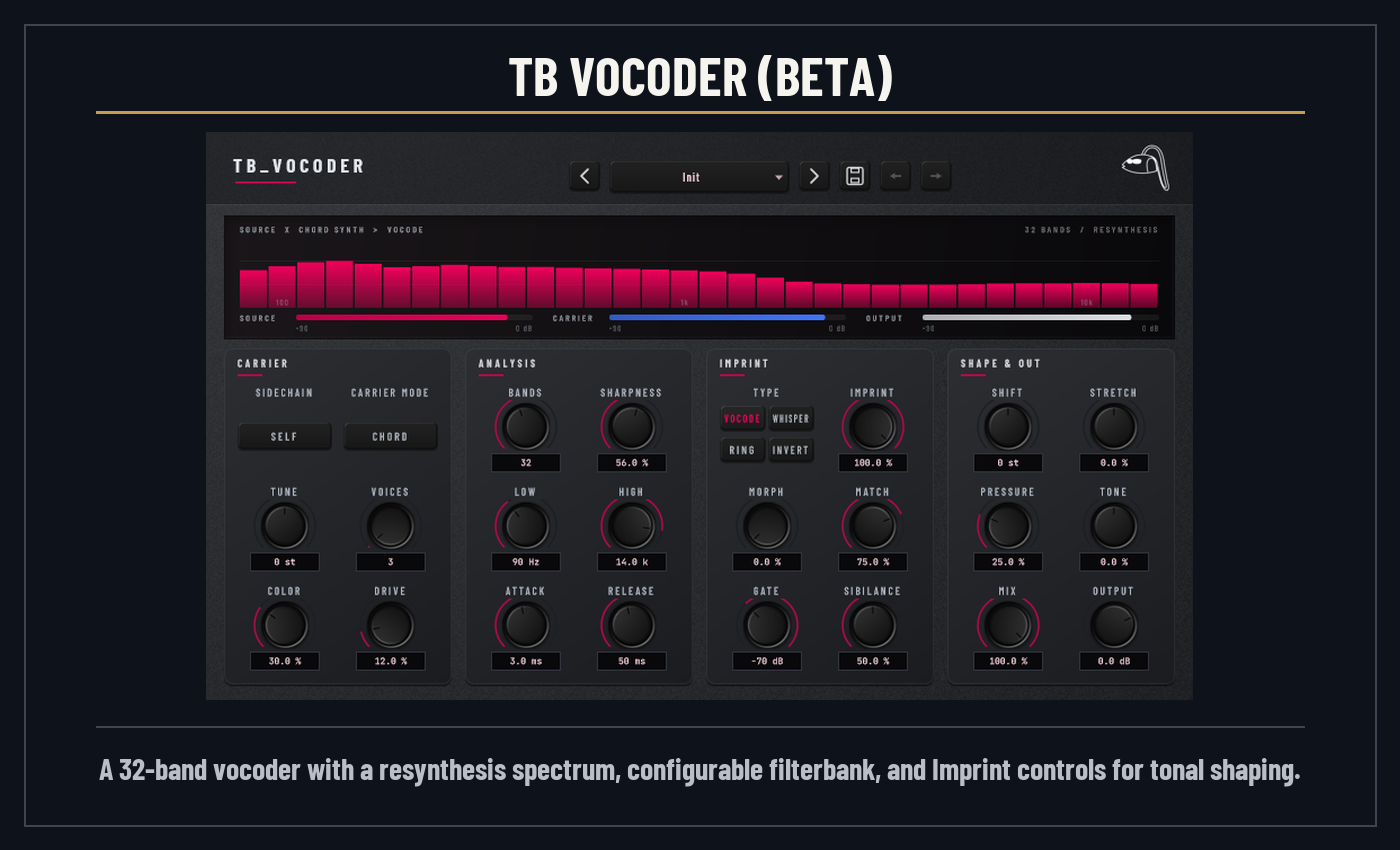 TB VOCODER (BETA)
TB_VOCODER
Init
SOURCE X CHORD SYNTH > VOCODE
32 BANDS / RESYNTHESIS
100 1k 10k
SOURCE CARRIER OUTPUT
-90 0 dB -90 0 dB -90 0 dB
CARRIER
SIDECHAIN CARRIER MODE
SELF CHORD
TUNE VOICES
0 st 3
COLOR DRIVE
30.0 % 12.0 %
ANALYSIS
BANDS SHARPNESS
32 56.0 %
LOW HIGH
90 Hz 14.0 k
ATTACK RELEASE
3.0 ms 50 ms
IMPRINT
TYPE IMPRINT
VOCODE WHISPER
RING INVERT
100.0 %
MORPH MATCH
0.0 % 75.0 %
GATE SIBILANCE
-70 dB 50.0 %
SHAPE & OUT
SHIFT STRETCH
0 st 0.0 %
PRESSURE TONE
25.0 % 0.0 %
MIX OUTPUT
100.0 % 0.0 dB
A 32-band vocoder with a resynthesis spectrum, configurable filterbank, and Imprint controls for tonal shaping.